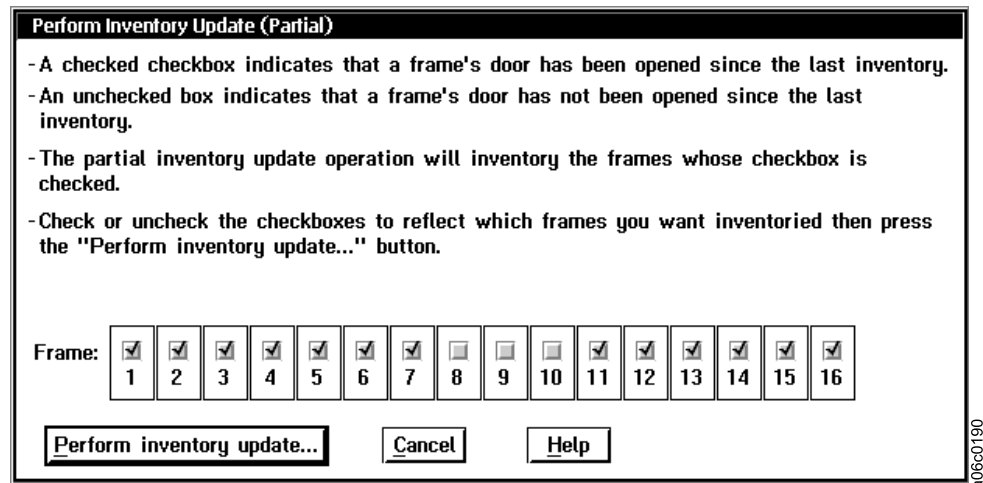 Perform Inventory Update (Partial)
- A checked checkbox indicates that a frame's door has been opened since the last inventory.
- An unchecked box indicates that a frame's door has not been opened since the last
inventory.
- The partial inventory update operation will inventory the frames whose checkbox is
checked.
- Check or uncheck the checkboxes to reflect which frames you want inventoried then press
the "Perform inventory update..." button.
Frame:
1 2 3 4 5 6 7 8 9 10 11 12 13 14 15 16
Perform inventory update... Cancel Help
a06c0190